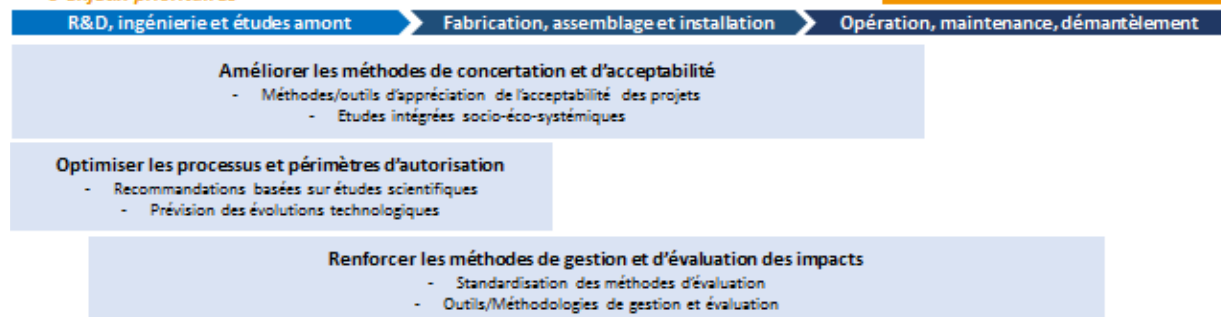 R&D, ingénierie et études amont
Fabrication, assemblage et installation
Opération, maintenance, démantèlement
Améliorer les méthodes de concertation et d'acceptabilité
- Méthodes/outils d'appréciation de l'acceptabilité des projets
- Etudes intégrées socio-éco-systémiques
Optimiser les processus et périmètres d'autorisation
- Recommandations basées sur études scientifiques
- Prévision des évolutions technologiques
Renforcer les méthodes de gestion et d'évaluation des impacts
- Standardisation des méthodes d'évaluation
- Outils/Méthodologies de gestion et évaluation